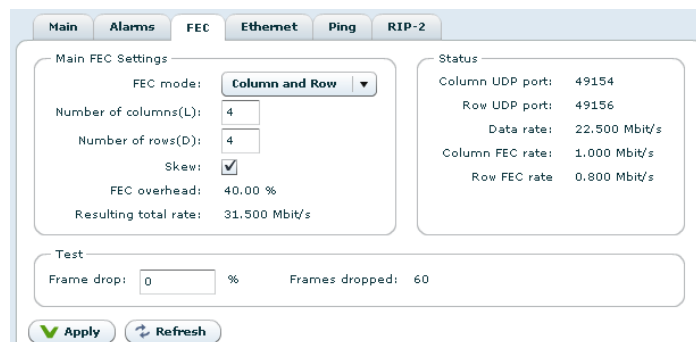 Main Alarms FEC Ethernet Ping RIP-2
Main FEC Settings
FEC mode: Column and Row
Number of columns(L): 4
Number of rows(D): 4
Skew:
FEC overhead: 40.00 %
Resulting total rate: 31.500 Mbit/s
Status
Column UDP port: 49154
Row UDP port: 49156
Data rate: 22.500 Mbit/s
Column FEC rate: 1.000 Mbit/s
Row FEC rate 0.800 Mbit/s
Test
Frame drop: 0 % Frames dropped: 60
Apply Refresh